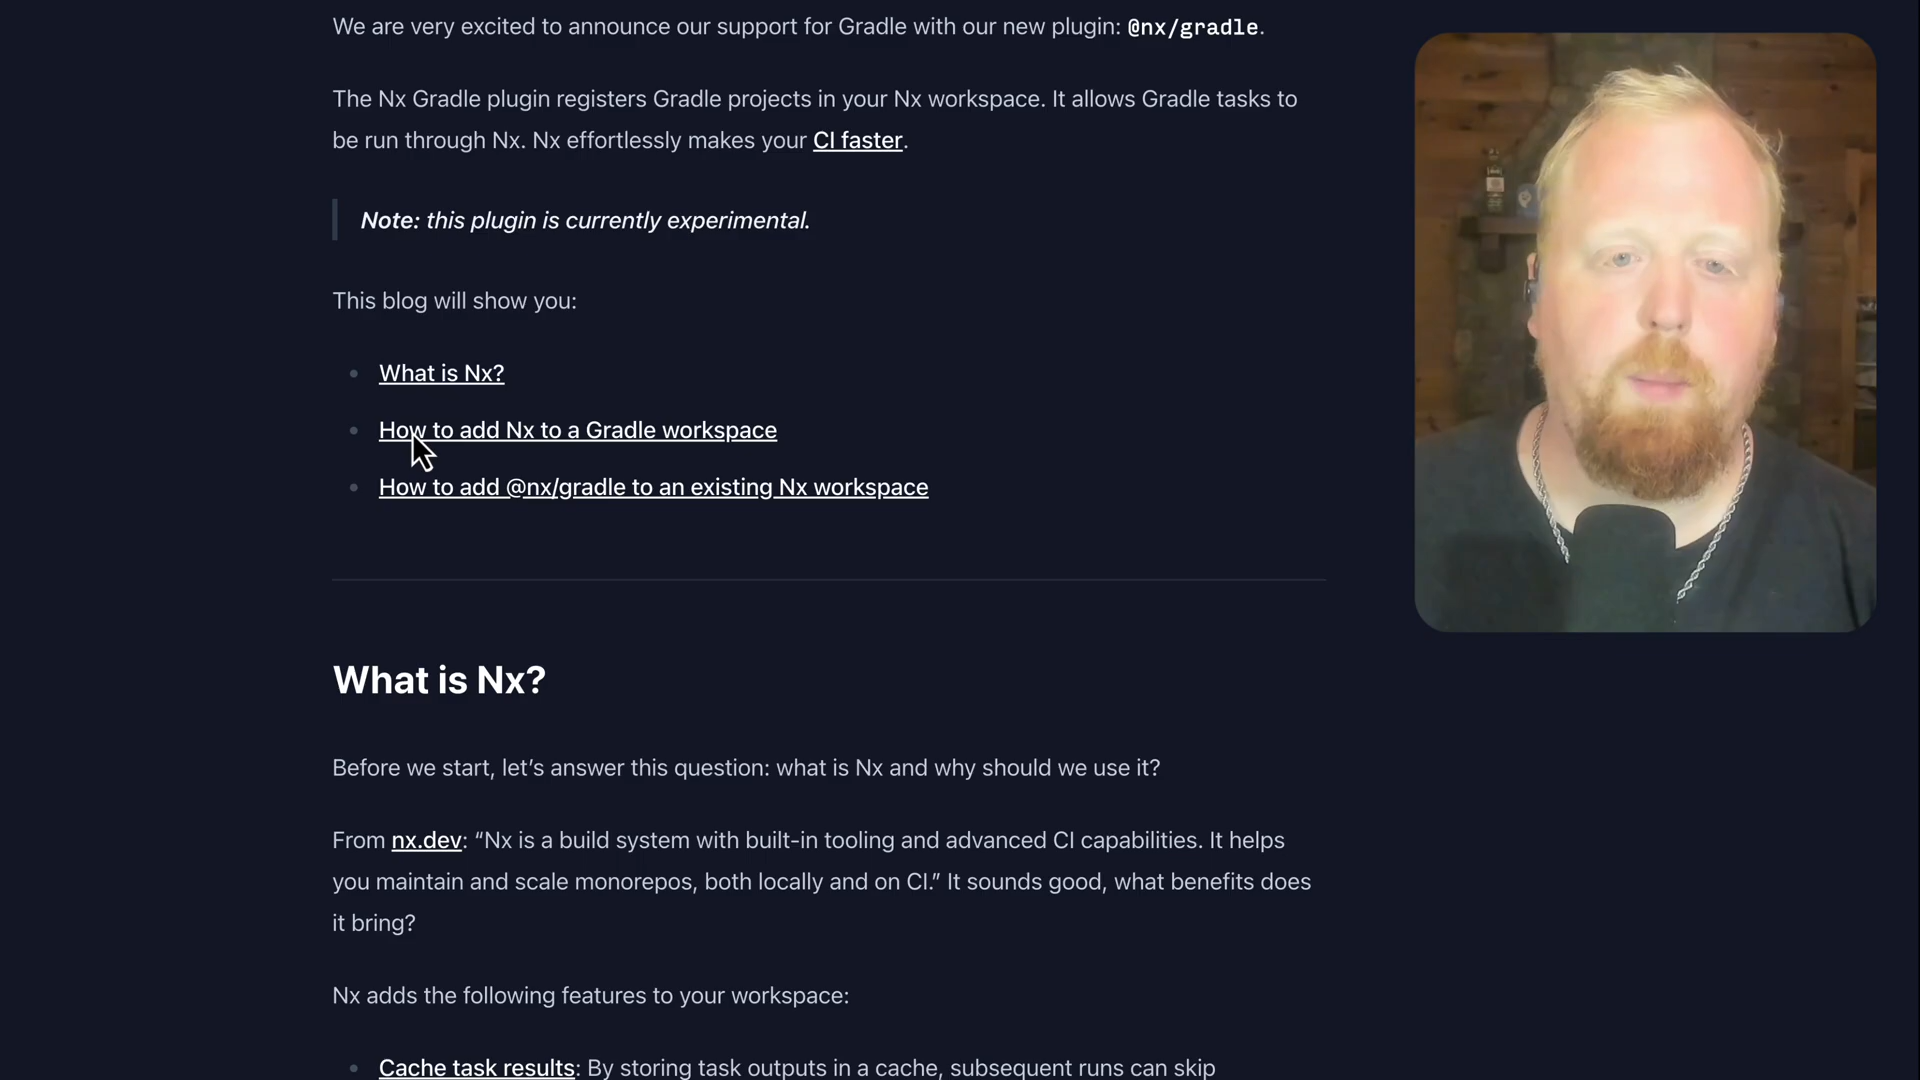 We are very excited to announce our support for Gradle with our new plugin: @nx/gradle.
The Nx Gradle plugin registers Gradle projects in your Nx workspace. It allows Gradle tasks to
be run through Nx. Nx effortlessly makes your CI faster.
Note: this plugin is currently experimental.
This blog will show you:
• What is Nx?
• How to add Nx to a Gradle workspace
• How to add @nx/gradle to an existing Nx workspace
What is Nx?
Before we start, let’s answer this question: what is Nx and why should we use it?
From nx.dev: “Nx is a build system with built-in tooling and advanced CI capabilities. It helps
you maintain and scale monorepos, both locally and on CI.” It sounds good, what benefits does
it bring?
Nx adds the following features to your workspace:
• Cache task results: By storing task outputs in a cache, subsequent runs can skip